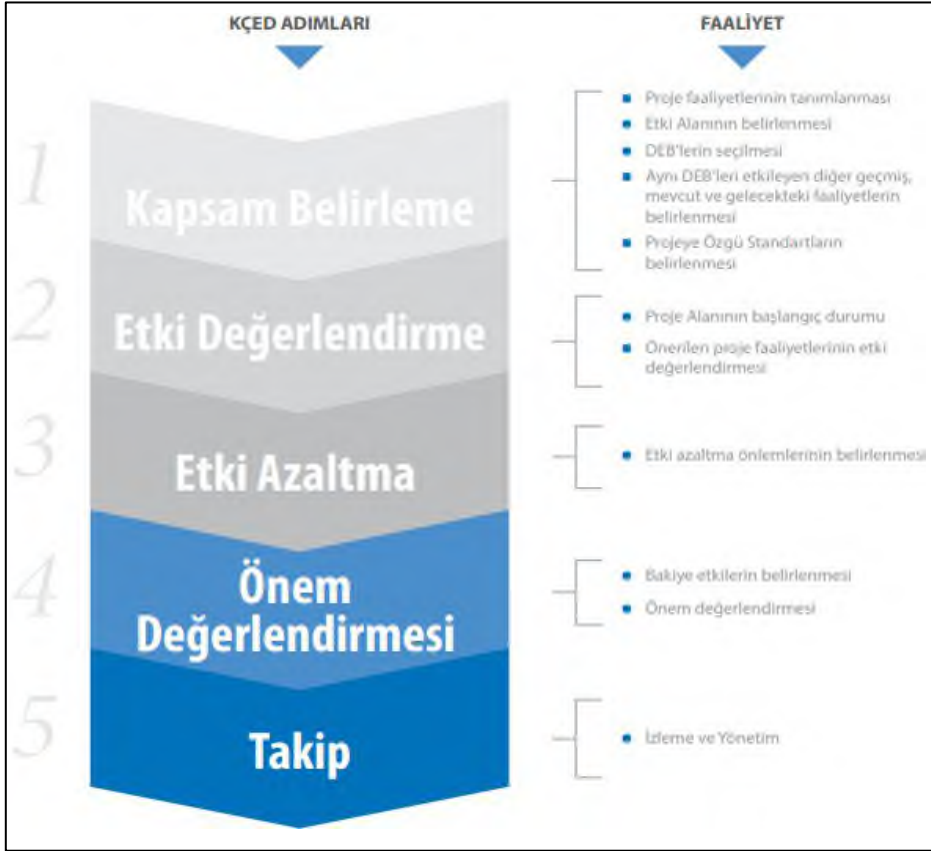 KÇED ADIMLARI
FAALİYET
1
Kapsam Belirleme
Proje faaliyetlerinin tanımlanması
Etki Alanının belirlenmesi
DEB'lerin seçilmesi
Aynı DEB'leri etkileyen diğer geçmiş,
mevcut ve gelecekteki faaliyetlerin
belirlenmesi
Projeye Özgü Standartların
belirlenmesi
2
Etki Değerlendirme
Proje Alanının başlangıç durumu
Önerilen proje faaliyetlerinin etki
değerlendirmesi
3
Etki Azaltma
Etki azaltma önlemlerinin belirlenmesi
4
Önem
Değerlendirmesi
Bakiye etkilerin belirlenmesi
Önem değerlendirmesi
5
Takip
İzleme ve Yönetim